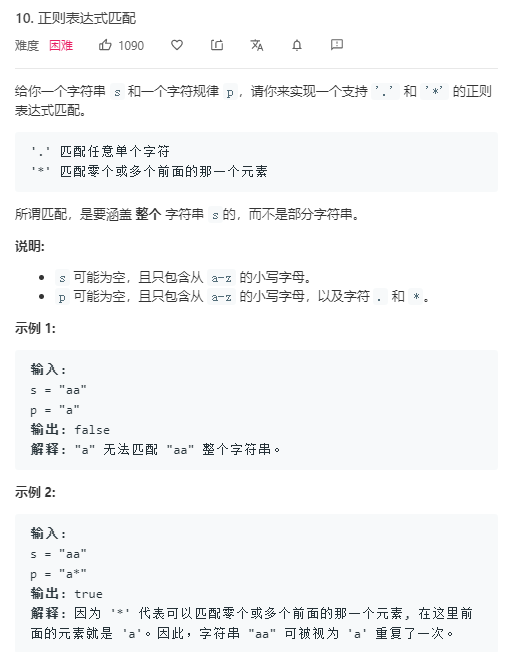 10. 正则表达式匹配
难度 困难 1090
给你一个字符串 s 和一个字符规律 p，请你来实现一个支持 '.' 和 '*' 的正则
表达式匹配。
'.' 匹配任意单个字符
'*' 匹配零个或多个前面的那一个元素
所谓匹配，是要涵盖 整个 字符串 s的，而不是部分字符串。
说明:
s 可能为空，且只包含从 a-z 的小写字母。
p 可能为空，且只包含从 a-z 的小写字母，以及字符 . 和 *。
示例 1:
输入:
s = "aa"
p = "a"
输出: false
解释: "a" 无法匹配 "aa" 整个字符串。
示例 2:
输入:
s = "aa"
p = "a*"
输出: true
解释: 因为 '*' 代表可以匹配零个或多个前面的那一个元素, 在这里前
面的元素就是 'a'。因此，字符串 "aa" 可被视为 'a' 重复了一次。